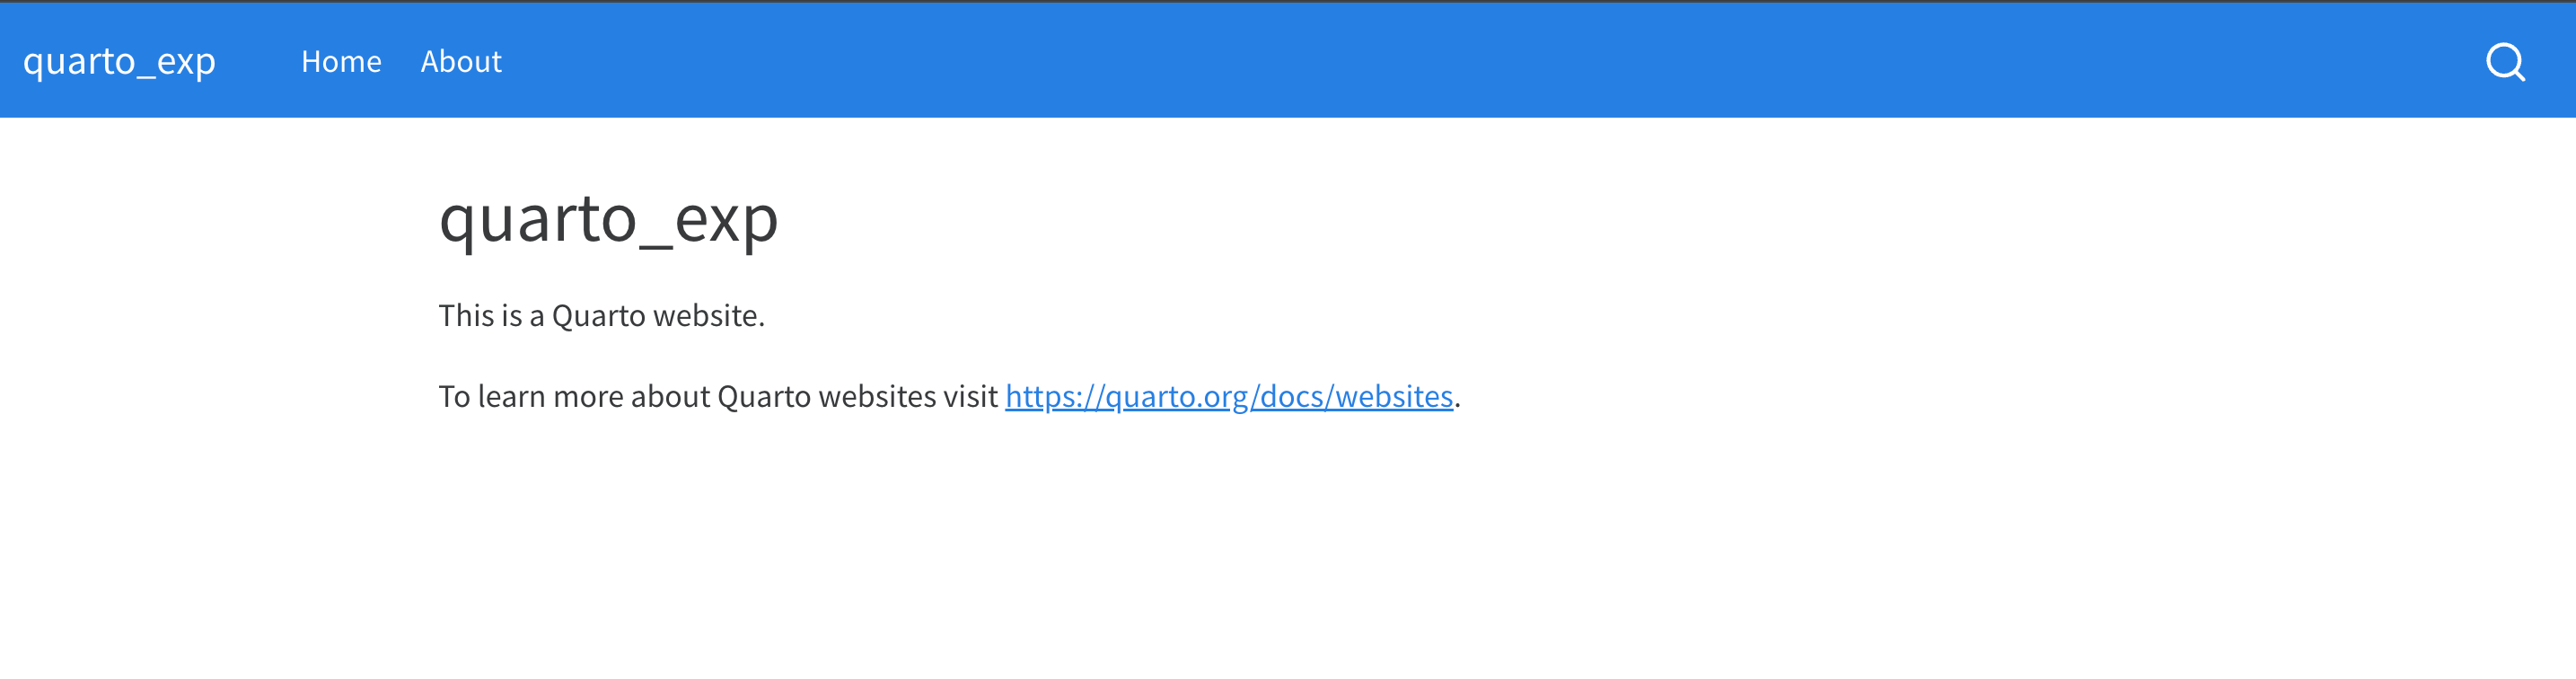 quarto_exp Home About
quarto_exp
This is a Quarto website.
To learn more about Quarto websites visit https://quarto.org/docs/websites.